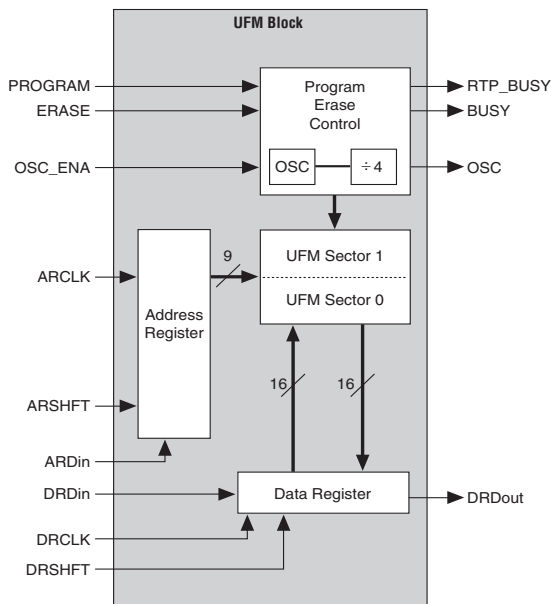 UFM Block
PROGRAM
ERASE
OSC_ENA
Program
Erase
Control
OSC
÷ 4
RTP_BUSY
BUSY
OSC
UFM Sector 1
UFM Sector 0
9
ARCLK
Address
Register
ARSHFT
ARDin
16
16
DRDin
Data Register
DRDout
DRCLK
DRSHFT